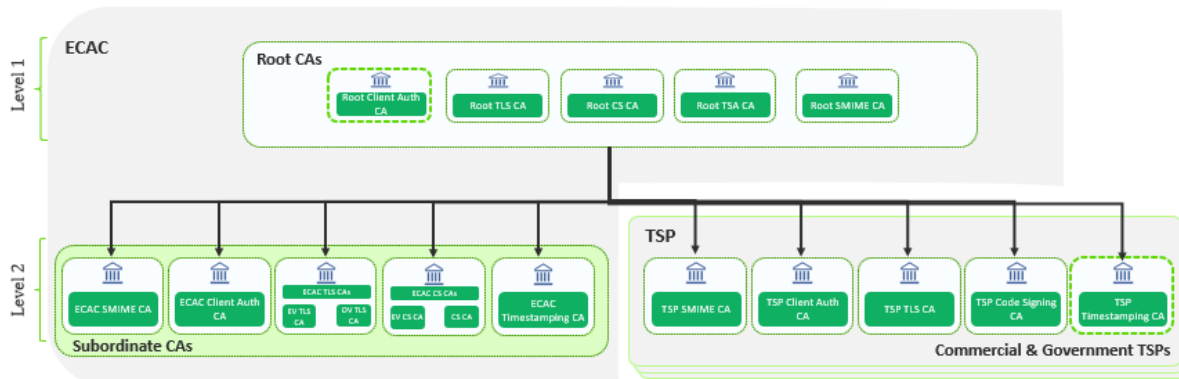 Level 1
ECAC
Root CAs
Root Client Auth
CA
Root TLS CA
Root CS CA
Root TSA CA
Root SMIME CA
Level 2
ECAC SMIME CA
ECAC Client Auth
CA
ECAC TLS CAs
EV TLS
CA
OV TLS
CA
ECAC CS CAs
EV CS CA
CS CA
ECAC
Timestamping CA
Subordinate CAs
TSP
TSP SMIME CA
TSP Client Auth
CA
TSP TLS CA
TSP Code Signing
CA
TSP
Timestamping CA
Commercial & Government TSPs